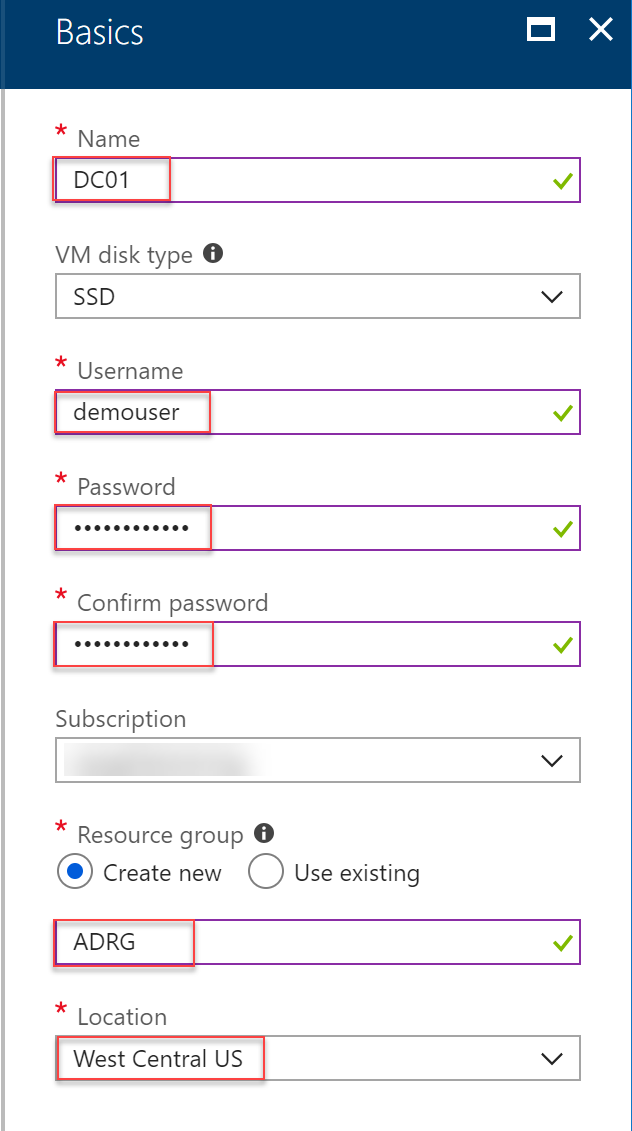 Basics
* Name
DC01
VM disk type
SSD
* Username
demouser
* Password
••••••••••••
* Confirm password
••••••••••••
Subscription
* Resource group
Create new Use existing
ADRG
* Location
West Central US